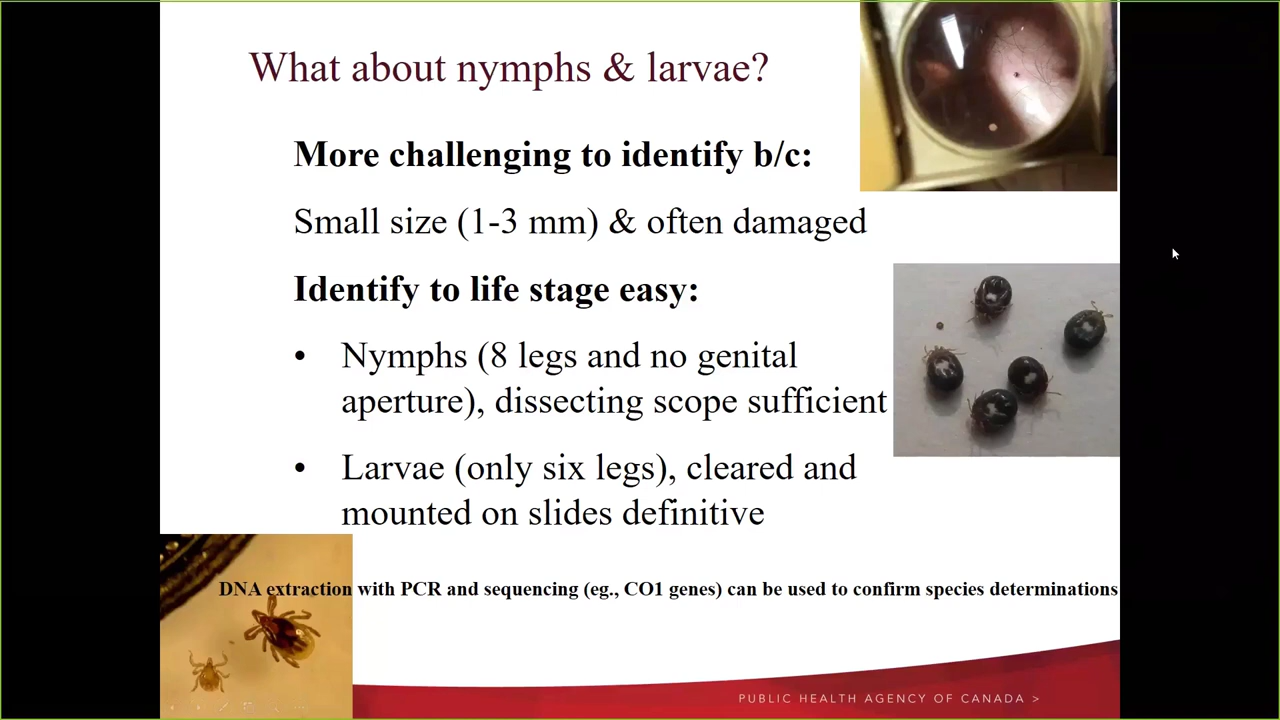 What about nymphs & larvae?
More challenging to identify b/c:
Small size (1-3 mm) & often damaged
Identify to life stage easy:
• Nymphs (8 legs and no genital
aperture), dissecting scope sufficient
• Larvae (only six legs), cleared and
mounted on slides definitive
DNA extraction with PCR and sequencing (eg., CO1 genes) can be used to confirm species determinations
PUBLIC HEALTH AGENCY OF CANADA >